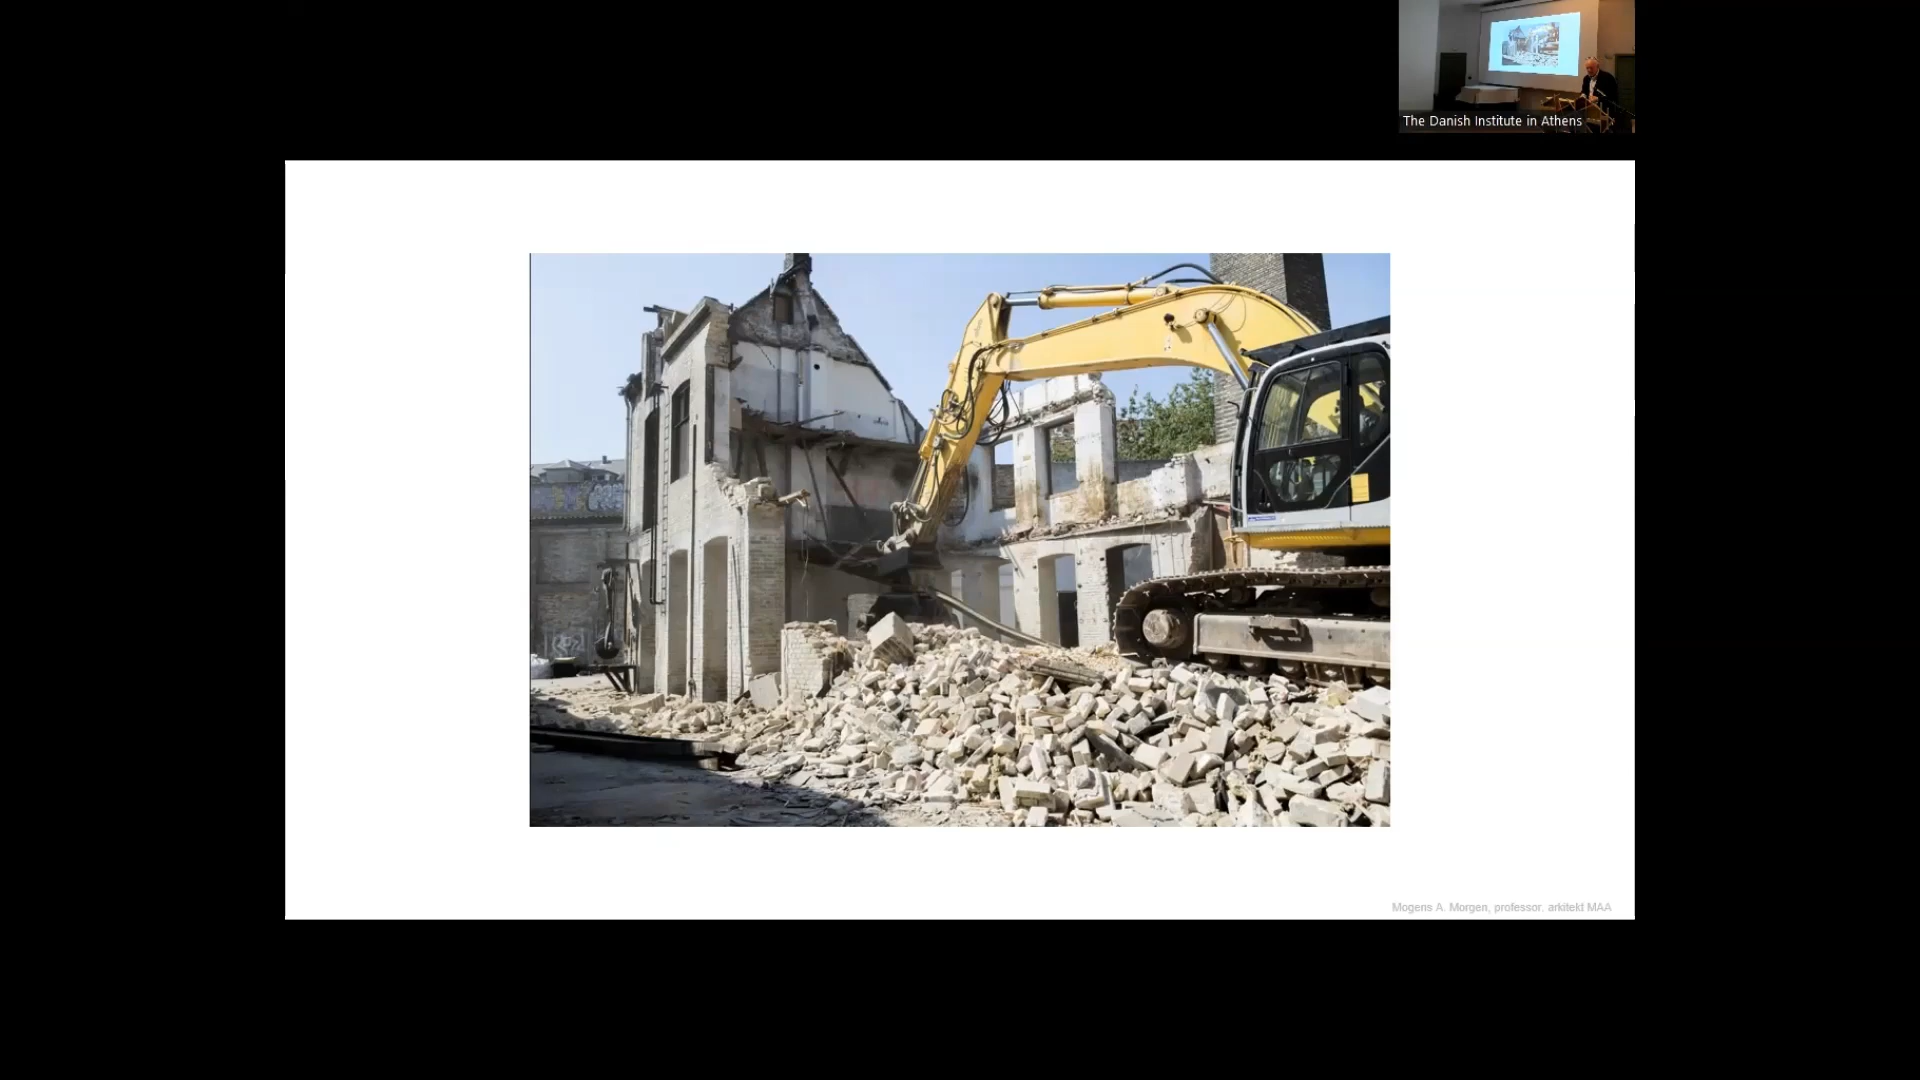 The Danish Institute in Athens
Mogens A. Morgen, professor, arkitekt MAA